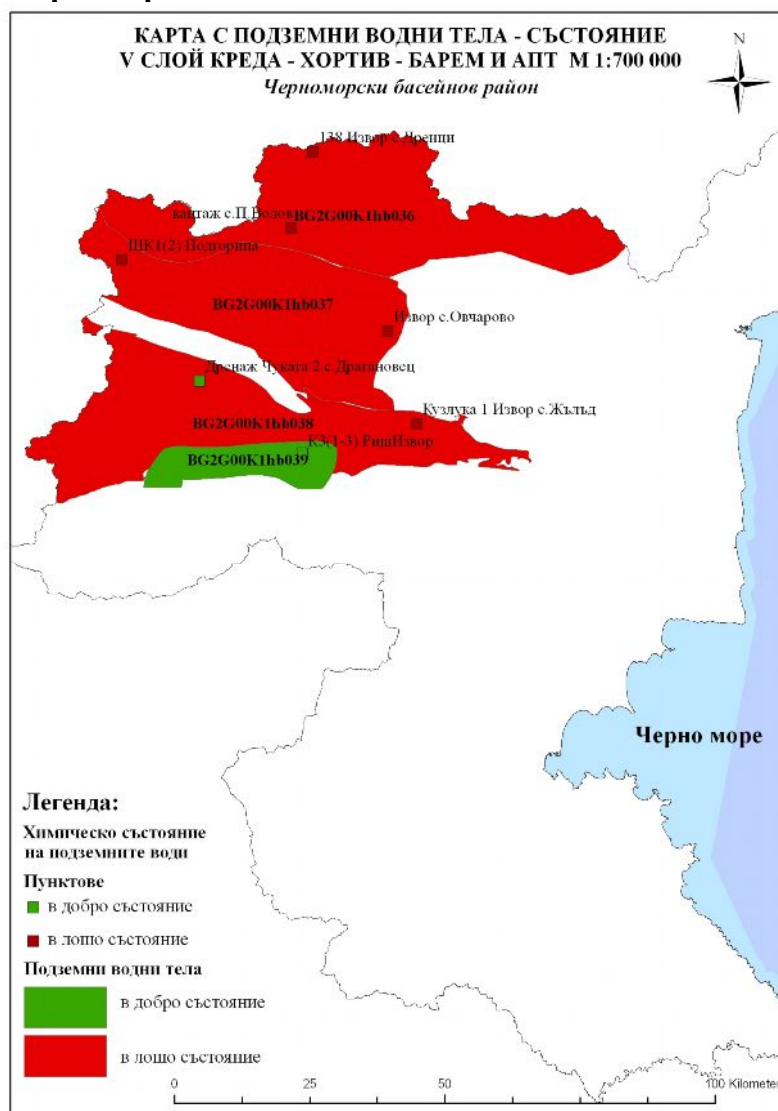 КАРТА С ПОДЗЕМНИ ВОДНИ ТЕЛА - СЪСТОЯНИЕ
V СЛОЙ КРЕДА - ХОРТИВ - БАРЕМ И АПТ М 1:700 000
Черноморски басейнов район
N
138 Извор с.Дренци
каптаж с.П.Волов
BG2G00K1hb036
ШК1(2) Подгорица
BG2G00K1hb037
Извор с.Овчарово
Дренаж Чуката 2 с.Драгановец
Кузлука 1 Извор с.Жълъд
BG2G00K1hb038
К3(1-3) РишИзвор
BG2G00K1hb039
Черно море
Легенда:
Химическо състояние
на подземните води
Пунктове
в добро състояние
в лошо състояние
Подземни водни тела
в добро състояние
в лошо състояние
0 25 50 100 Kilometer